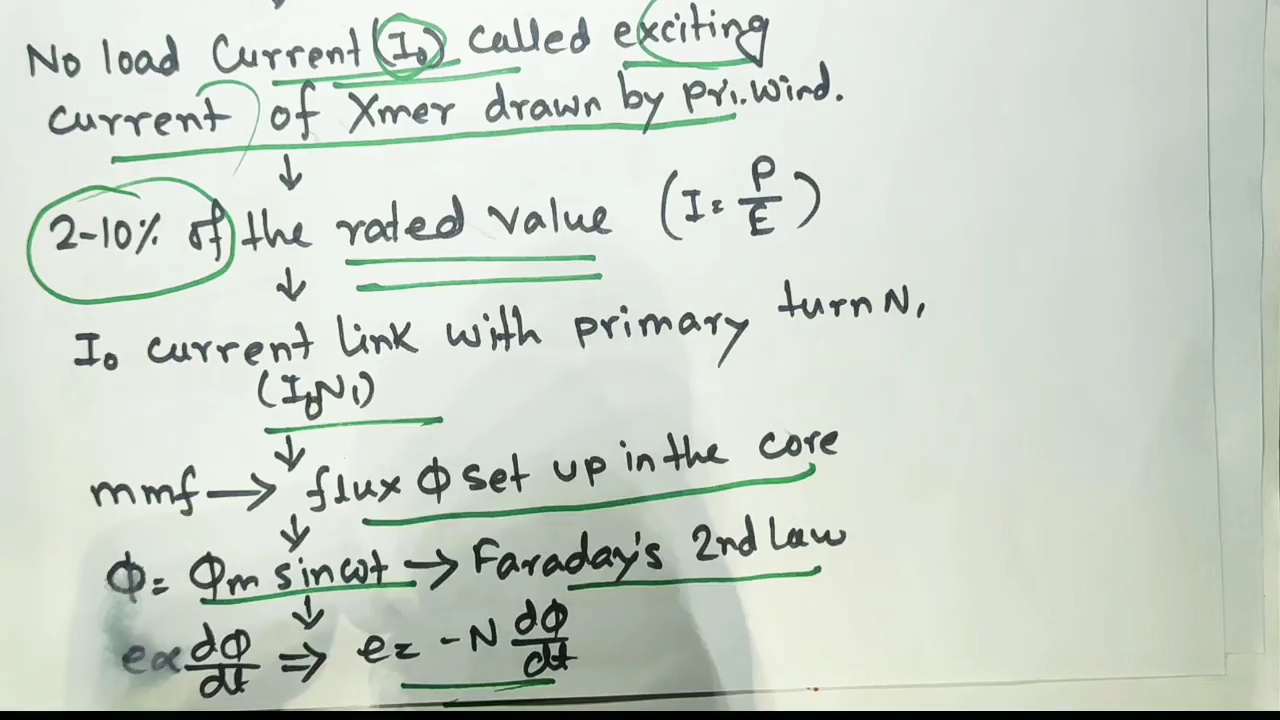 No load Current (I₀) called exciting
current of Xmer drawn by pri. wind.
↓
2-10% of the rated value (I = P/E)
↓
I₀ current link with primary turn N₁
(I₀N₁)
↓
mmf → flux ϕ set up in the core
↓
ϕ = ϕm sin ωt → Faraday's 2nd Law
↓
e ∝ dϕ/dt ⇒ e = -N dϕ/dt